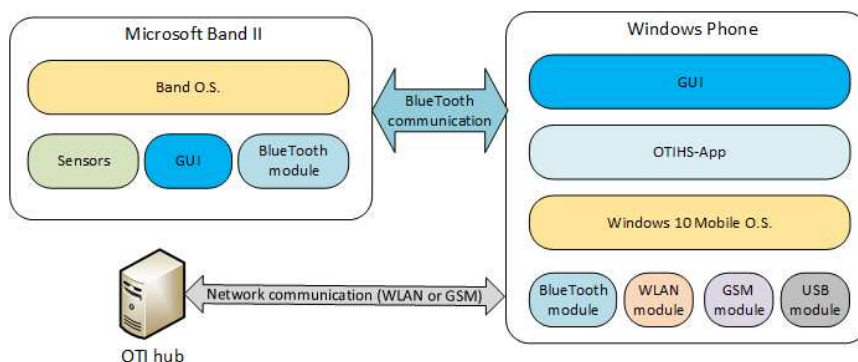 Microsoft Band II
Band O.S.
Sensors
GUI
BlueTooth
module
BlueTooth
communication
Windows Phone
GUI
OTIHS-App
Windows 10 Mobile O.S.
BlueTooth
module
WLAN
module
GSM
module
USB
module
Network communication (WLAN or GSM)
OTI hub